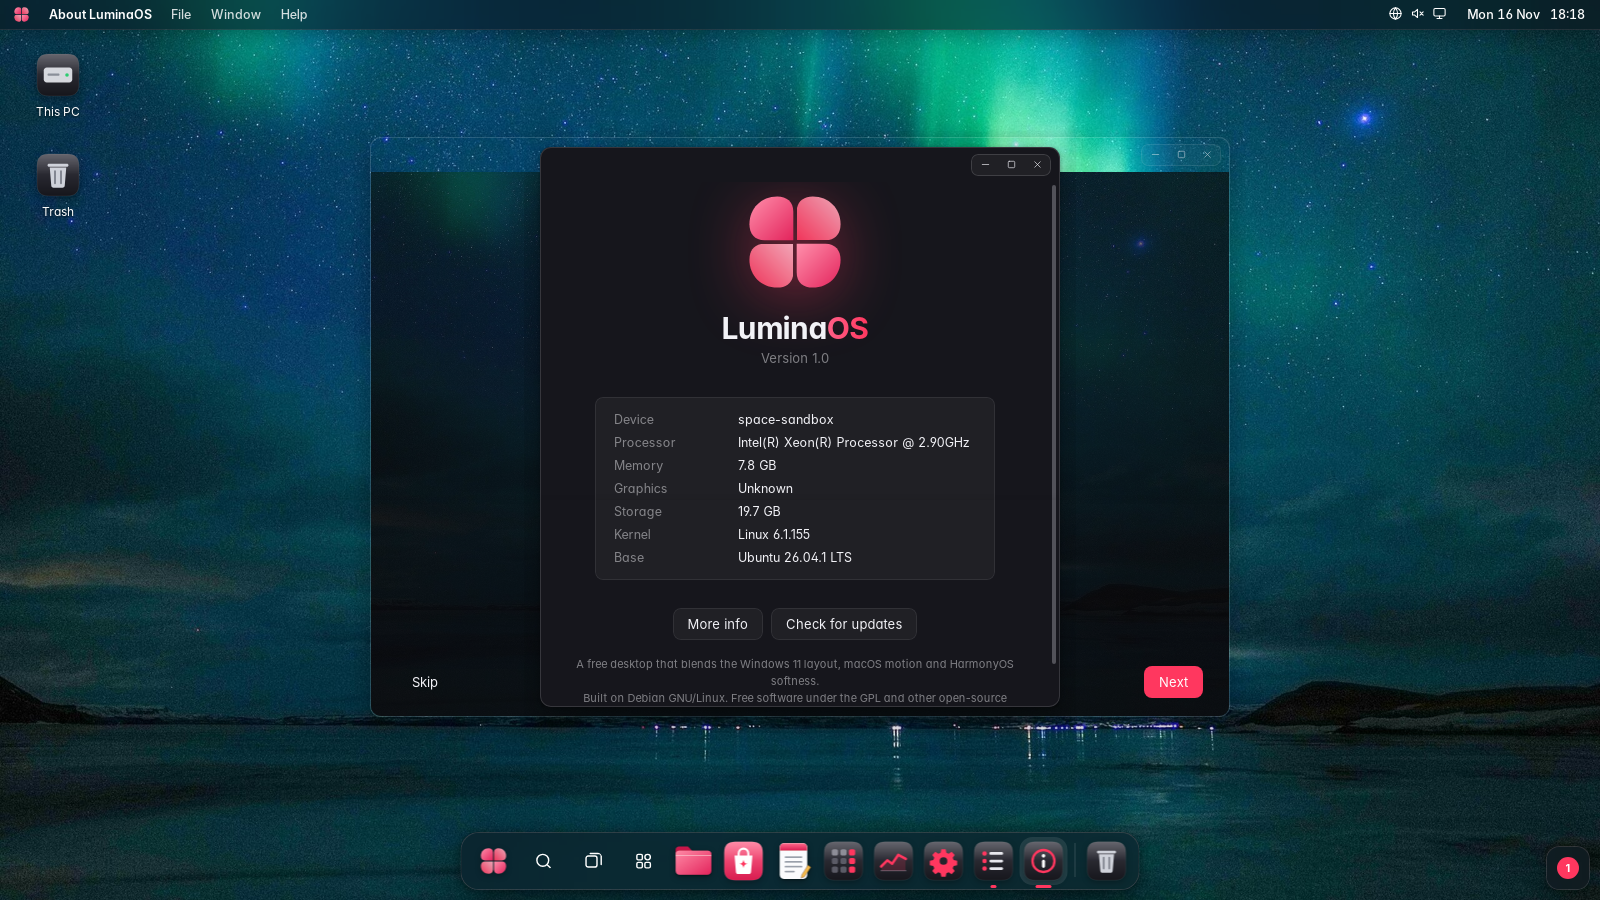 About LuminaOS File Window Help
Mon 16 Nov 18:18
This PC
Trash
LuminaOS
Version 1.0
Device space-sandbox
Processor Intel(R) Xeon(R) Processor @ 2.90GHz
Memory 7.8 GB
Graphics Unknown
Storage 19.7 GB
Kernel Linux 6.1.155
Base Ubuntu 26.04.1 LTS
More info Check for updates
A free desktop that blends the Windows 11 layout, macOS motion and HarmonyOS
softness.
Built on Debian GNU/Linux. Free software under the GPL and other open-source
Skip Next
1